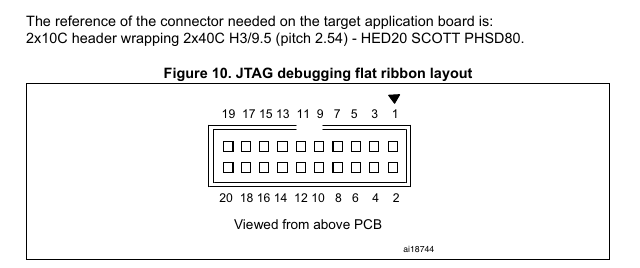 The reference of the connector needed on the target application board is:
2x10C header wrapping 2x40C H3/9.5 (pitch 2.54) - HED20 SCOTT PHSD80.
Figure 10. JTAG debugging flat ribbon layout
19 17 15 13 11 9 7 5 3 1
20 18 16 14 12 10 8 6 4 2
Viewed from above PCB
ai18744